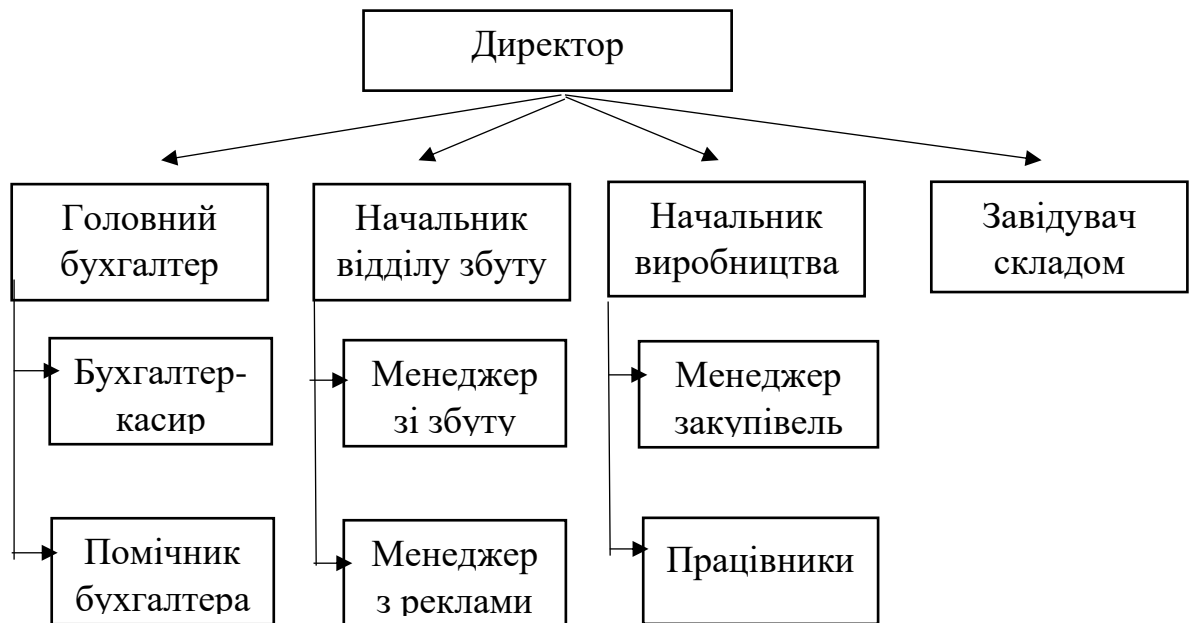 Директор
Головний
бухгалтер
Начальник
відділу збуту
Начальник
виробництва
Завідувач
складом
Бухгалтер-
касир
Менеджер
зі збуту
Менеджер
закупівель
Помічник
бухгалтера
Менеджер
з реклами
Працівники